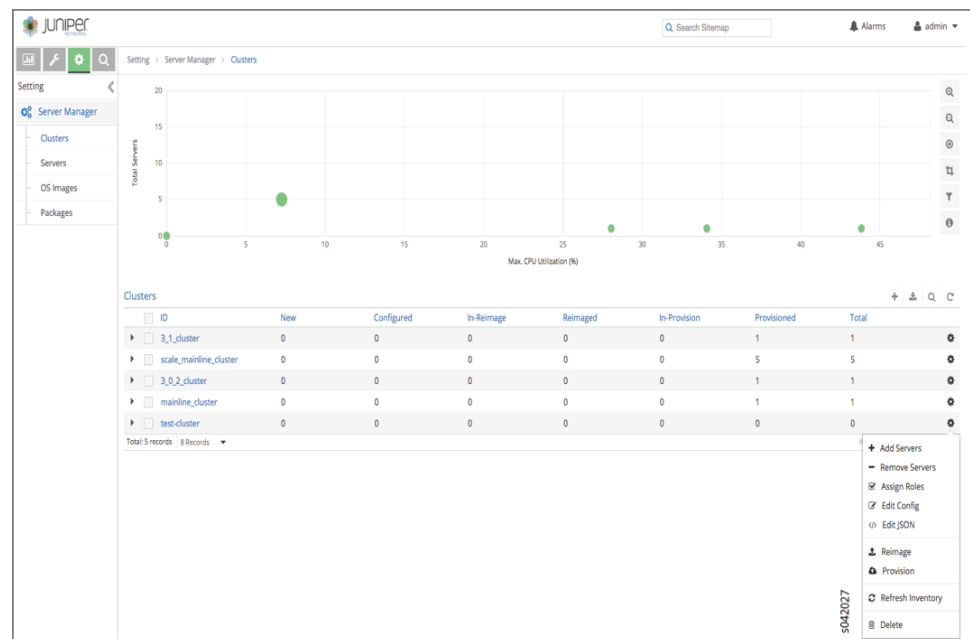 JUNIPER
NETWORKS
Search Sitemap
Alarms
admin
Setting > Server Manager > Clusters
Setting
Server Manager
Clusters
Servers
OS Images
Packages
Total Servers
20
15
10
5
0
0 5 10 15 20 25 30 35 40 45
Max. CPU Utilization (%)
Clusters
ID New Configured In-Reimage Reimaged In-Provision Provisioned Total
3_1_cluster 0 0 0 0 0 1 1
scale_mainline_cluster 0 0 0 0 0 5 5
3_0_2_cluster 0 0 0 0 0 1 1
mainline_cluster 0 0 0 0 0 1 1
test-cluster 0 0 0 0 0 0 0
Total: 5 records 8 Records
Add Servers
Remove Servers
Assign Roles
Edit Config
Edit JSON
Reimage
Provision
Refresh Inventory
Delete
s042027